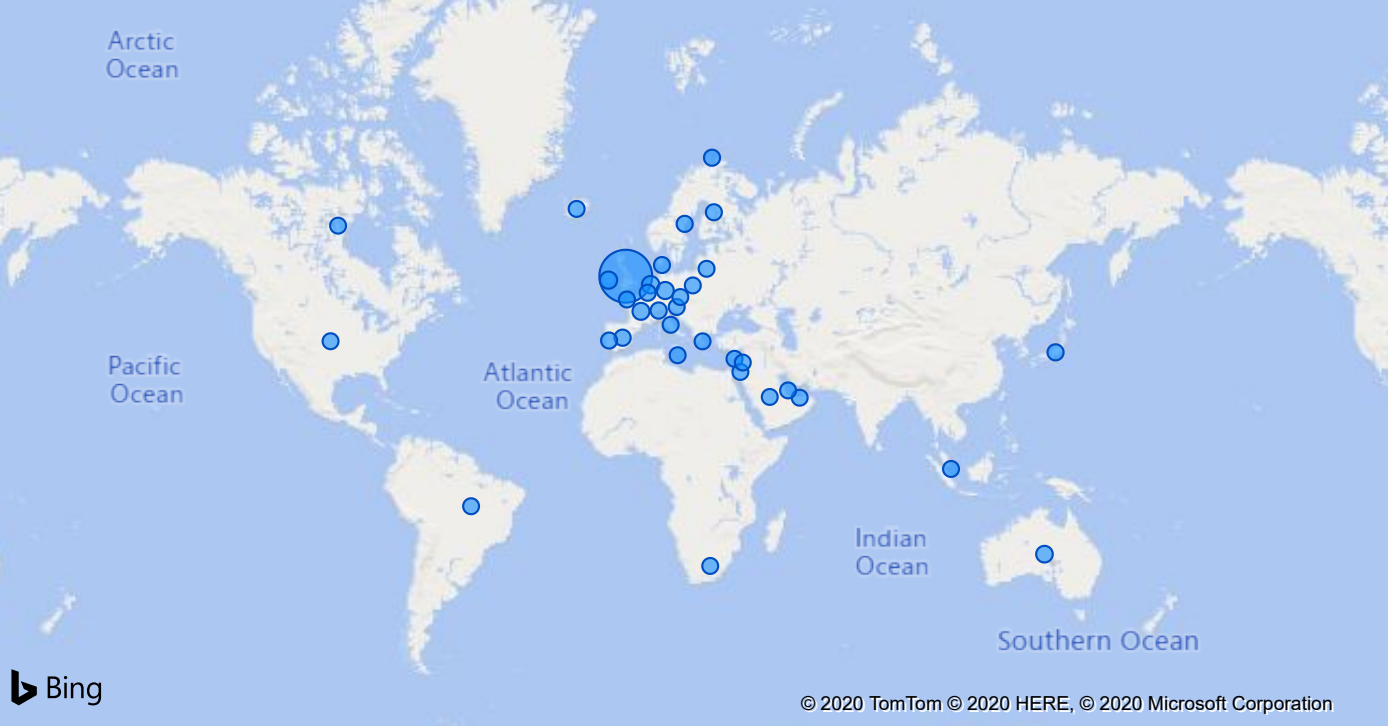 Arctic
Ocean
Pacific
Ocean
Atlantic
Ocean
Indian
Ocean
Southern Ocean
Bing
© 2020 TomTom © 2020 HERE, © 2020 Microsoft Corporation